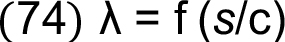 (74) λ = f (s/c)